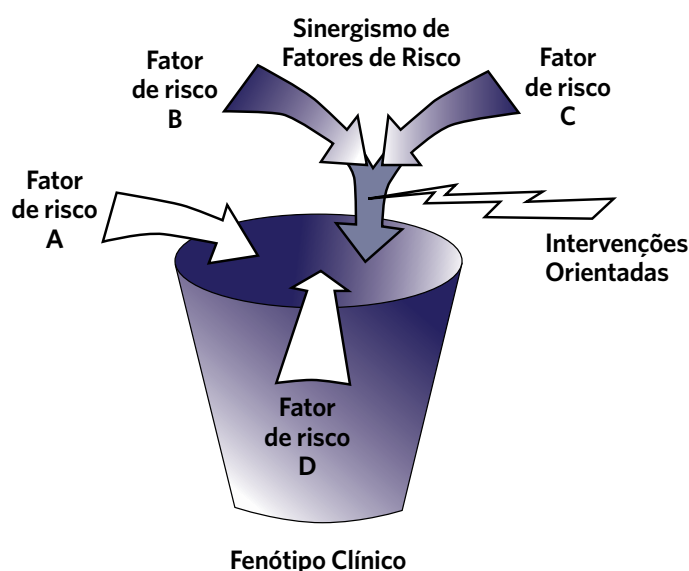 Sinergismo de
Fatores de Risco
Fator
de risco
B
Fator
de risco
C
Fator
de risco
A
Intervenções
Orientadas
Fator
de risco
D
Fenótipo Clínico